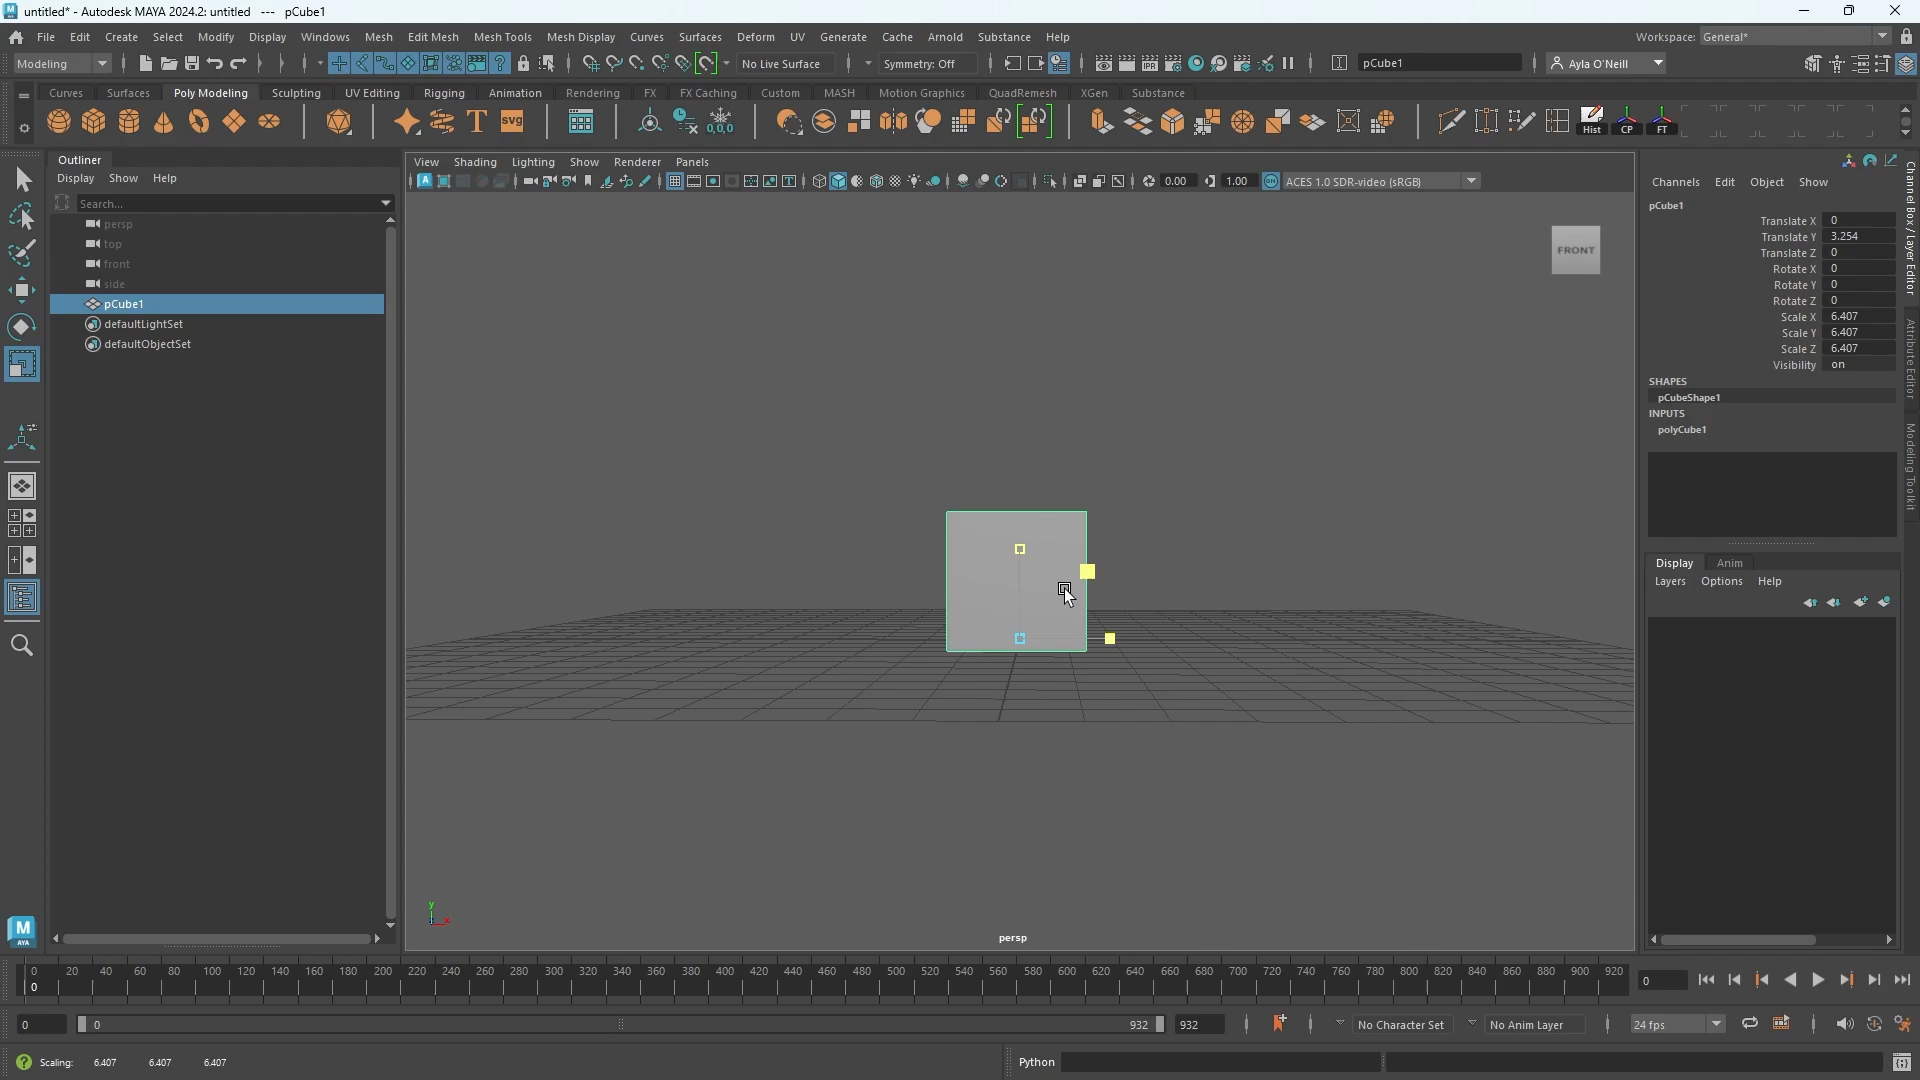 untitled* - Autodesk MAYA 2024.2: untitled --- pCube1
File Edit Create Select Modify Display Windows Mesh Edit Mesh Mesh Tools Mesh Display Curves Surfaces Deform UV Generate Cache Arnold Substance Help
Workspace: General*
Modeling
No Live Surface
Symmetry: Off
IPR
pCube1
Ayla O'Neill
Curves Surfaces Poly Modeling Sculpting UV Editing Rigging Animation Rendering FX FX Caching Custom MASH Motion Graphics QuadRemesh XGen Substance
T
SVG
0,0,0
Hist
CP
FT
Outliner
Display Show Help
Search...
persp
top
front
side
pCube1
defaultLightSet
defaultObjectSet
View Shading Lighting Show Renderer Panels
0.00
1.00
ON
ACES 1.0 SDR-video (sRGB)
FRONT
y
x
persp
Channels Edit Object Show
pCube1
Translate X 0
Translate Y 3.254
Translate Z 0
Rotate X 0
Rotate Y 0
Rotate Z 0
Scale X 6.407
Scale Y 6.407
Scale Z 6.407
Visibility on
SHAPES
pCubeShape1
INPUTS
polyCube1
Display Anim
Layers Options Help
Channel Box / Layer Editor
Attribute Editor
Modeling Toolkit
M
AYA
0 20 40 60 80 100 120 140 160 180 200 220 240 260 280 300 320 340 360 380 400 420 440 460 480 500 520 540 560 580 600 620 640 660 680 700 720 740 760 780 800 820 840 860 880 900 920
0
0
0
0
932
932
No Character Set
No Anim Layer
24 fps
Scaling: 6.407 6.407 6.407
Python